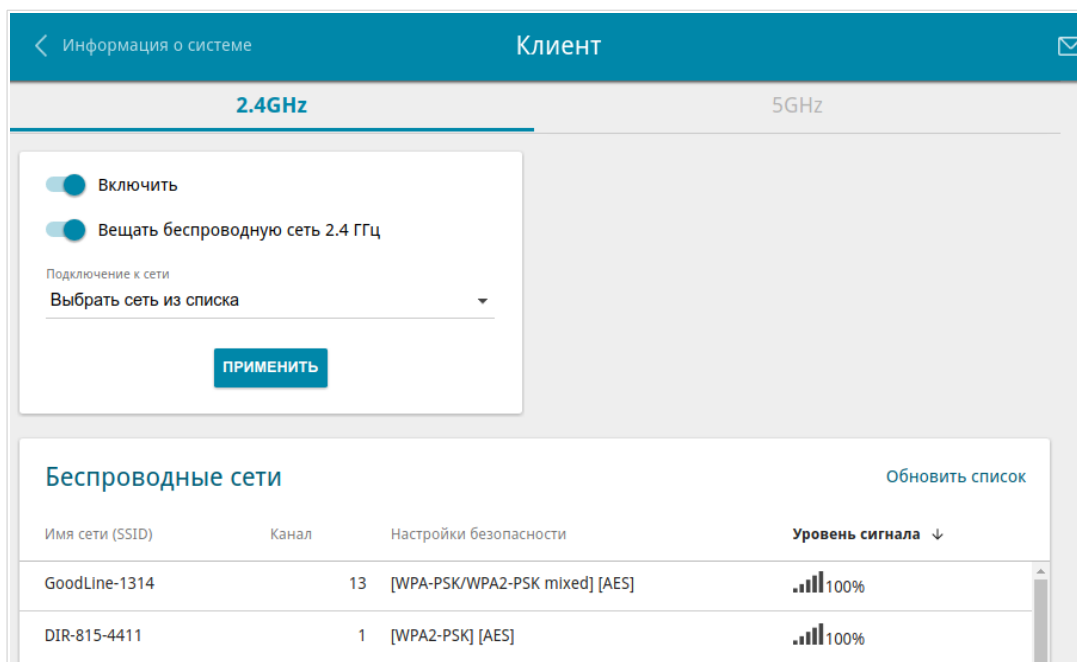 Информация о системе Клиент
2.4GHz 5GHz
Включить
Вещать беспроводную сеть 2.4 ГГц
Подключение к сети
Выбрать сеть из списка
ПРИМЕНИТЬ
Беспроводные сети Обновить список
Имя сети (SSID) Канал Настройки безопасности Уровень сигнала
GoodLine-1314 13 [WPA-PSK/WPA2-PSK mixed] [AES] 100%
DIR-815-4411 1 [WPA2-PSK] [AES] 100%